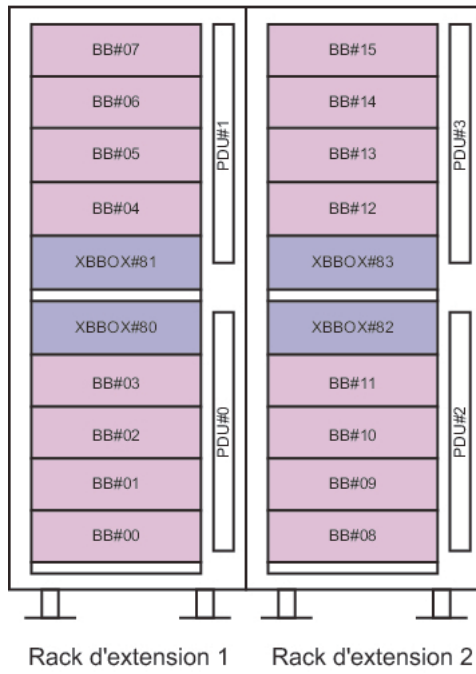 BB#07
BB#06
BB#05
BB#04
XBBOX#81
XBBOX#80
BB#03
BB#02
BB#01
BB#00
PDU#1
PDU#0
BB#15
BB#14
BB#13
BB#12
XBBOX#83
XBBOX#82
BB#11
BB#10
BB#09
BB#08
PDU#3
PDU#2
Rack d'extension 1
Rack d'extension 2